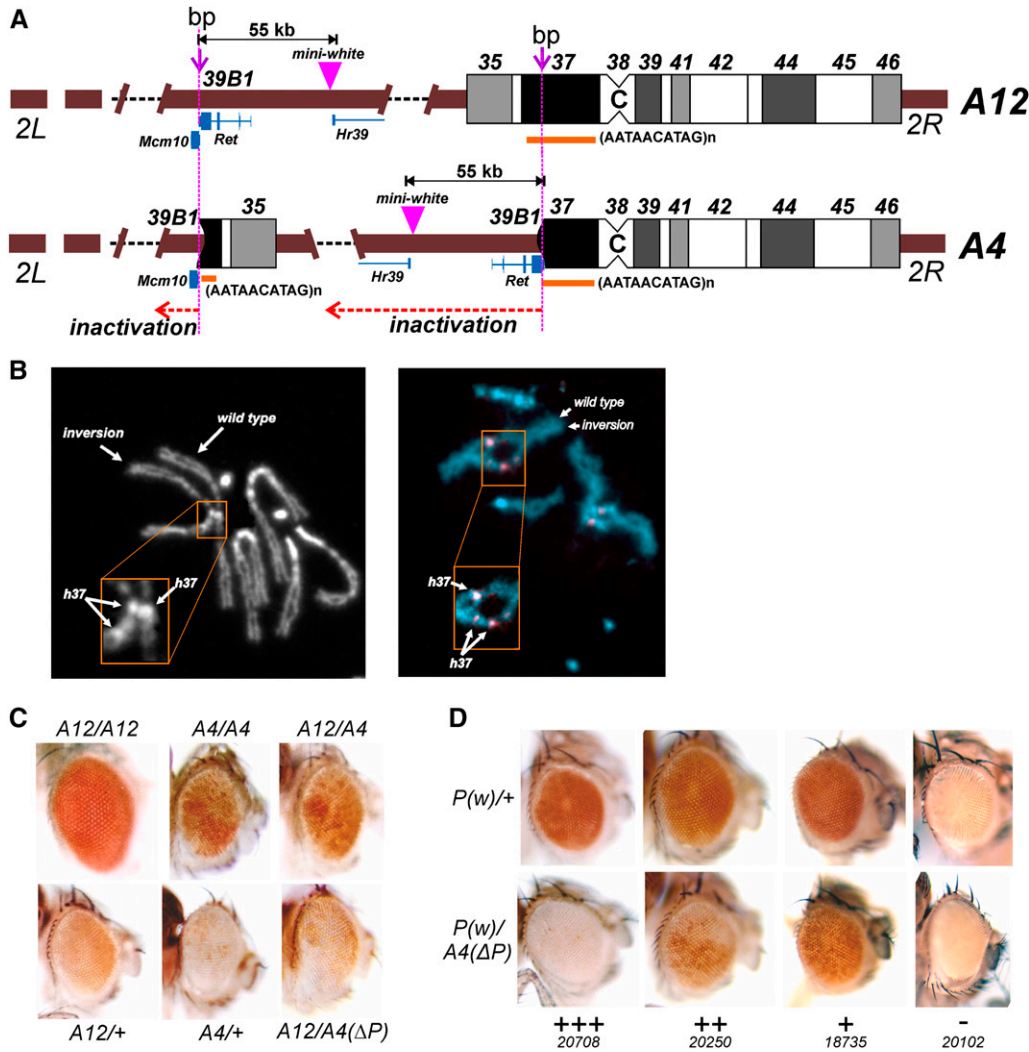 A
bp
bp
55 kb
mini-white
39B1
35
37
38
39
41
42
44
45
46
C
A12
2L
Mcm10
Ret
Hr39
(AATAACATAG)n
2R
55 kb
mini-white
39B1
35
39B1
37
38
39
41
42
44
45
46
C
A4
2L
Mcm10
(AATAACATAG)n
Hr39
Ret
(AATAACATAG)n
2R
inactivation
inactivation
B
inversion
wild type
h37
h37
wild type
inversion
h37
h37
C
A12/A12
A4/A4
A12/A4
A12/+
A4/+
A12/A4(ΔP)
D
P(w)/+
P(w)/
A4(ΔP)
+++
++
+
-
20708
20250
18735
20102